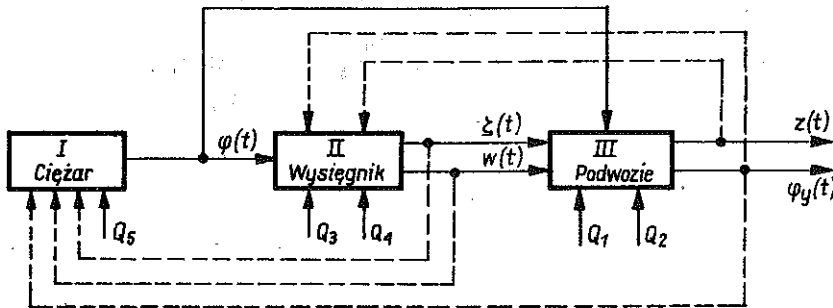 I
Ciężar
φ(t)
II
Wysięgnik
ζ(t)
w(t)
III
Podwozie
z(t)
φy(t)
Q5
Q3
Q4
Q1
Q2